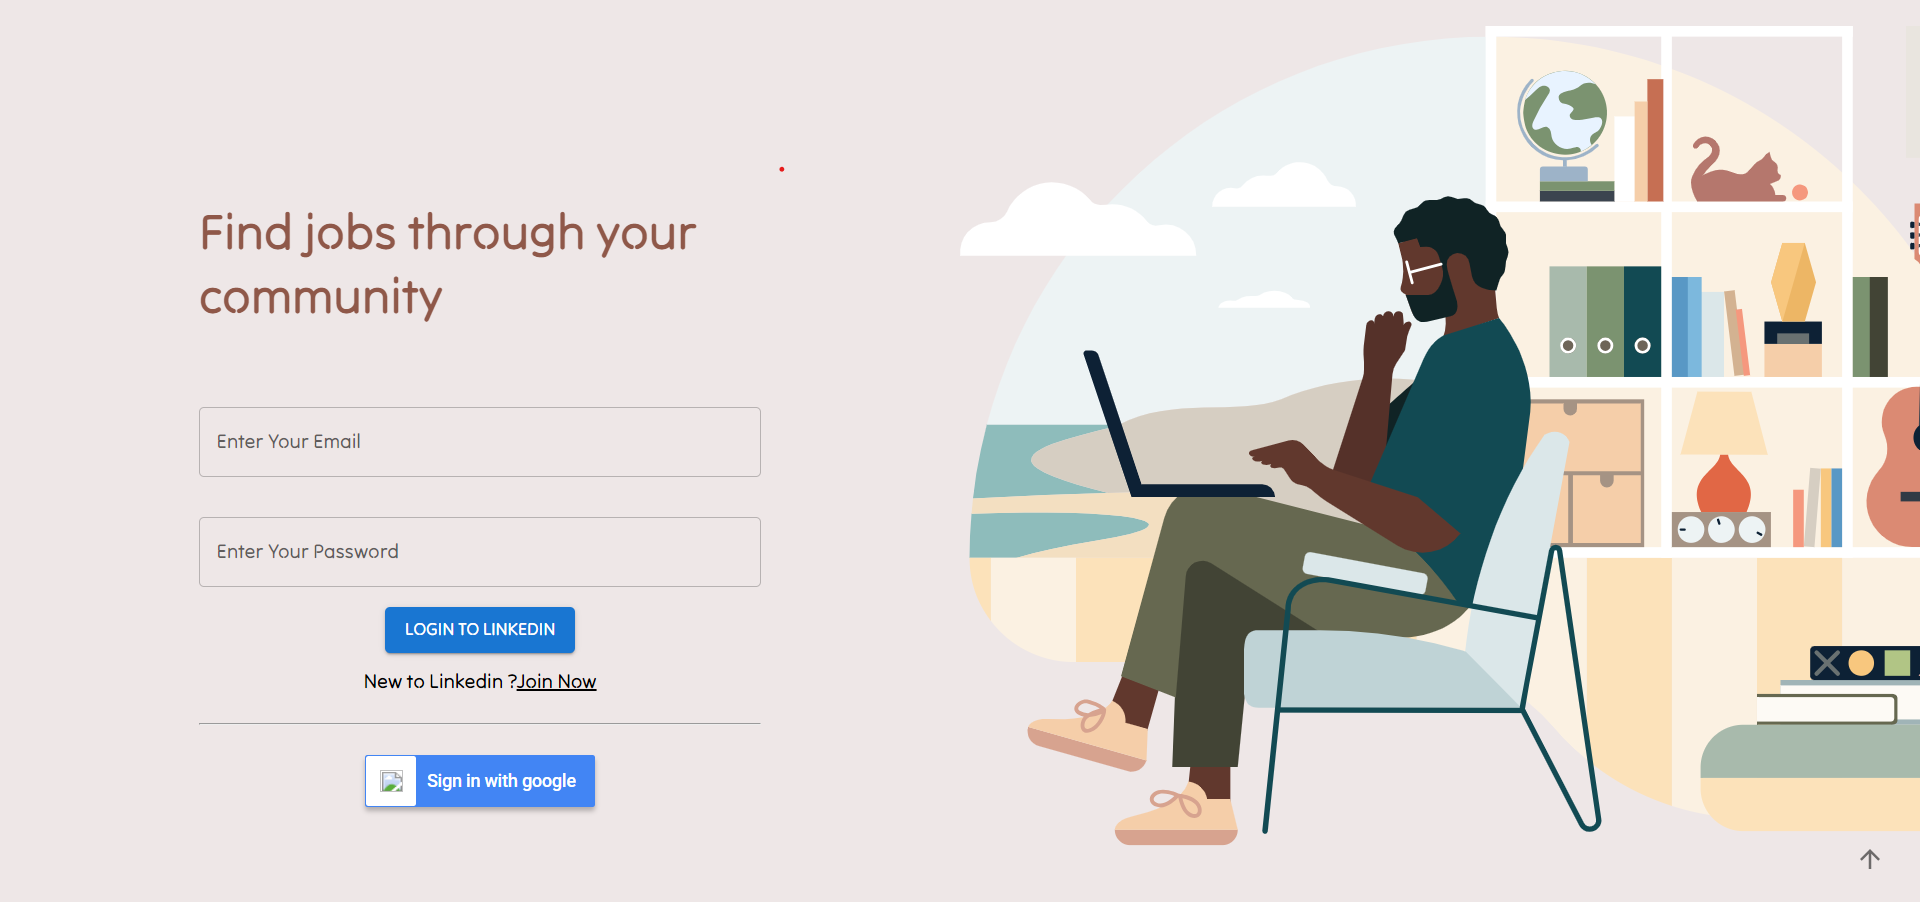 Find jobs through your
community
Enter Your Email
Enter Your Password
LOGIN TO LINKEDIN
New to Linkedin ?Join Now
Sign in with google